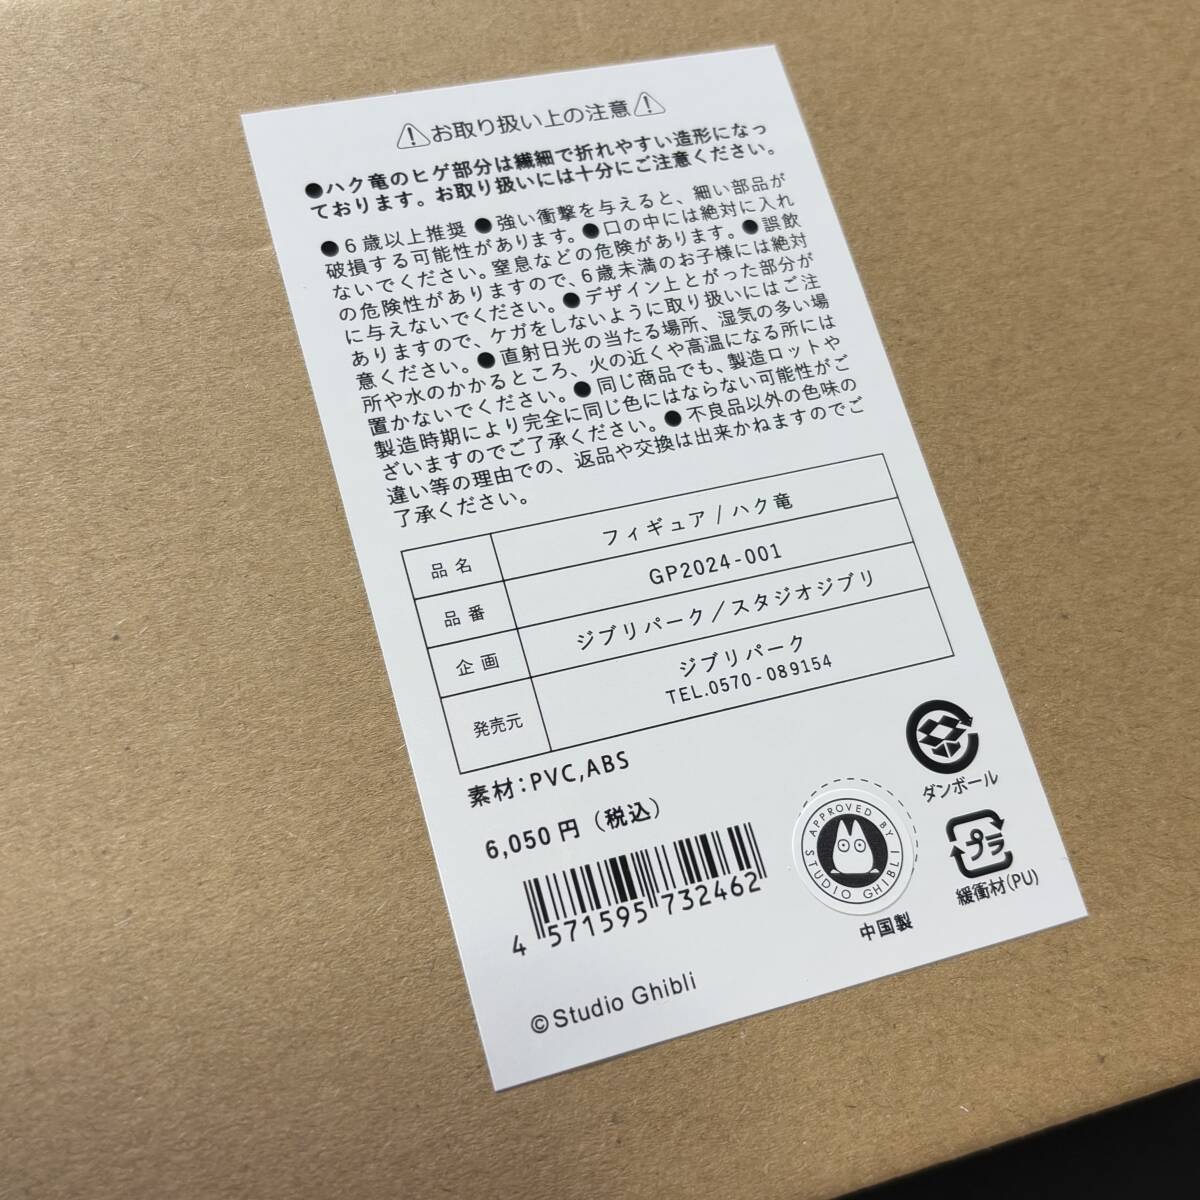 お取り扱い上の注意
●ハク竜のヒゲ部分は繊細で折れやすい造形になっ
ております。お取り扱いには十分にご注意ください。
●6歳以上推奨 ●強い衝撃を与えると、細い部品が
破損する可能性があります。●口の中には絶対に入れ
ないでください。窒息などの危険があります。●誤飲
の危険性がありますので、6歳未満のお子様には絶対
に与えないでください。●デザイン上とがった部分が
ありますので、ケガをしないように取り扱いにはご注
意ください。●直射日光の当たる場所、湿気の多い場
所や水のかかるところ、火の近くや高温になる所には
置かないでください。●同じ商品でも、製造ロットや
製造時期により完全に同じ色にはならない可能性がご
ざいますのでご了承ください。●不良品以外の色味の
違い等の理由での、返品や交換は出来かねますのでご
了承ください。
品名 フィギュア/ハク竜
品番 GP2024-001
企画 ジブリパーク/スタジオジブリ
発売元 ジブリパーク
TEL.0570-089154
素材:PVC,ABS
6,050円(税込)
4 571595 732462
©Studio Ghibli
APPROVED BY
STUDIO GHIBLI
中国製
ダンボール
プラ
緩衝材(PU)